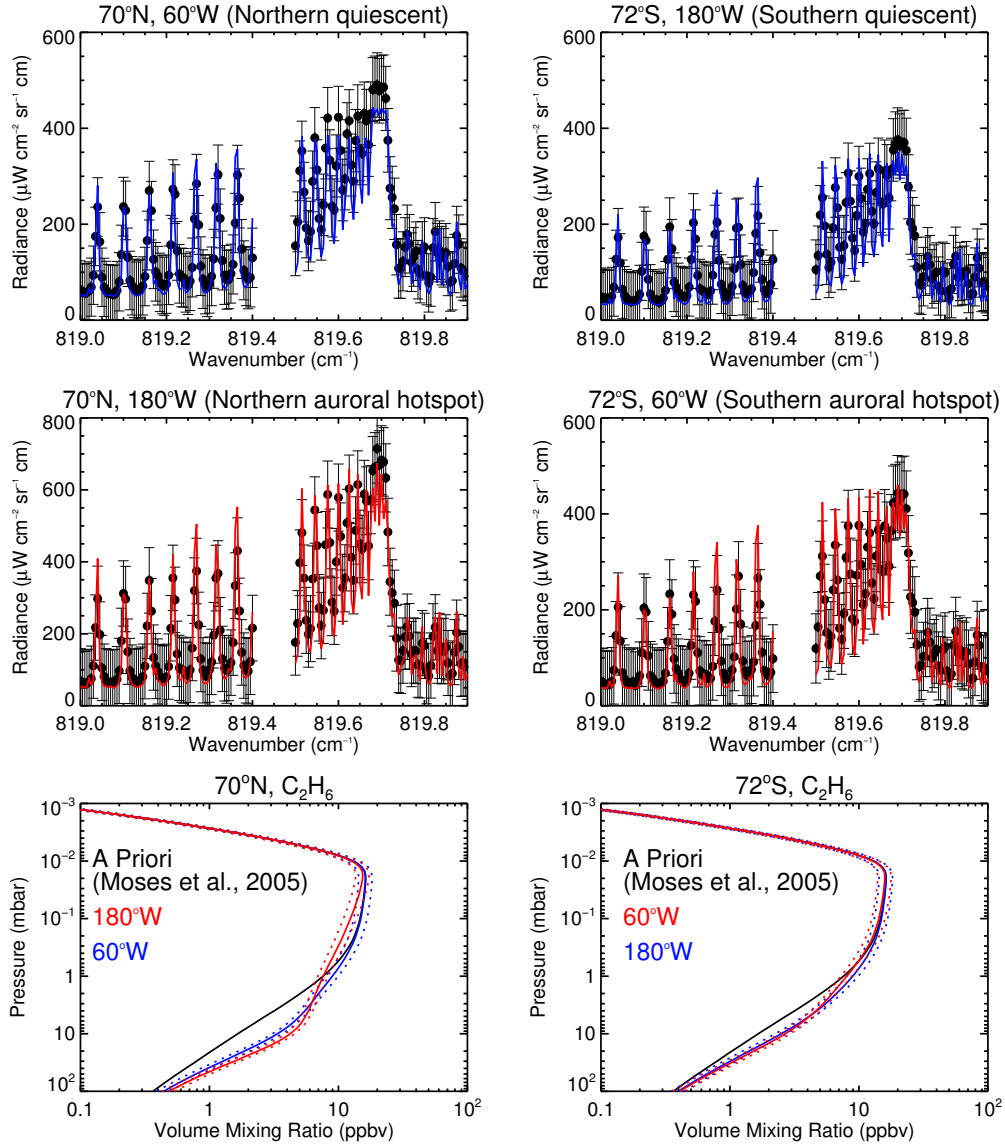 70°N, 60°W (Northern quiescent)
Radiance (μW cm⁻² sr⁻¹ cm)
600
400
200
0
819.0 819.2 819.4 819.6 819.8
Wavenumber (cm⁻¹)
72°S, 180°W (Southern quiescent)
Radiance (μW cm⁻² sr⁻¹ cm)
600
400
200
0
819.0 819.2 819.4 819.6 819.8
Wavenumber (cm⁻¹)
70°N, 180°W (Northern auroral hotspot)
Radiance (μW cm⁻² sr⁻¹ cm)
800
600
400
200
0
819.0 819.2 819.4 819.6 819.8
Wavenumber (cm⁻¹)
72°S, 60°W (Southern auroral hotspot)
Radiance (μW cm⁻² sr⁻¹ cm)
600
400
200
0
819.0 819.2 819.4 819.6 819.8
Wavenumber (cm⁻¹)
70°N, C₂H₆
Pressure (mbar)
10⁻³
10⁻²
10⁻¹
1
10
10²
A Priori
(Moses et al., 2005)
180°W
60°W
0.1 1 10 10²
Volume Mixing Ratio (ppbv)
72°S, C₂H₆
Pressure (mbar)
10⁻³
10⁻²
10⁻¹
1
10
10²
A Priori
(Moses et al., 2005)
60°W
180°W
0.1 1 10 10²
Volume Mixing Ratio (ppbv)